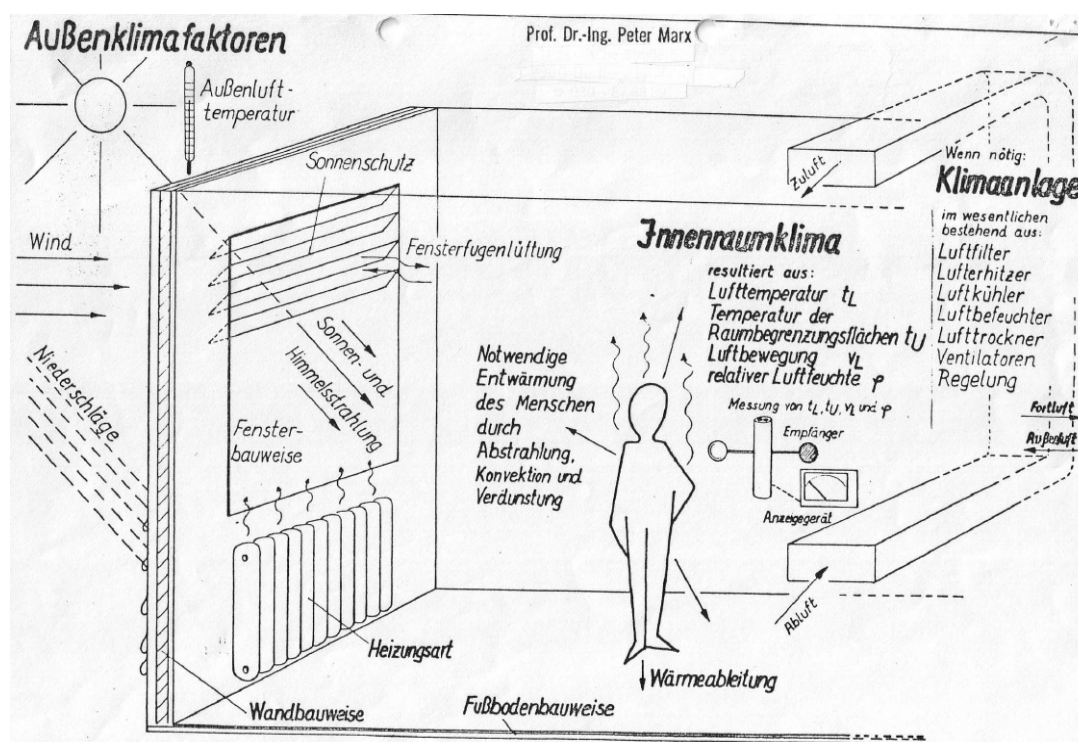 Außenklimafaktoren
Prof. Dr.-Ing. Peter Marx
Außenluft-
temperatur
Sonnenschutz
Wind
Fensterfugenlüftung
Sonnen- und
Himmelsstrahlung
Niederschläge
Fenster-
bauweise
Heizungsart
Wandbauweise
Fußbodenbauweise
Notwendige
Entwärmung
des Menschen
durch
Abstrahlung,
Konvektion und
Verdunstung
Wärmeableitung
Innenraumklima
resultiert aus:
Lufttemperatur tL
Temperatur der
Raumbegrenzungsflächen tU
Luftbewegung vL
relativer Luftfeuchte φ
Messung von tL, tU, vL und φ
Empfänger
Anzeigegerät
Zuluft
Wenn nötig:
Klimaanlage
im wesentlichen
bestehend aus:
Luftfilter
Lufterhitzer
Luftkühler
Luftbefeuchter
Lufttrockner
Ventilatoren
Regelung
Fortluft
Außenluft
Abluft